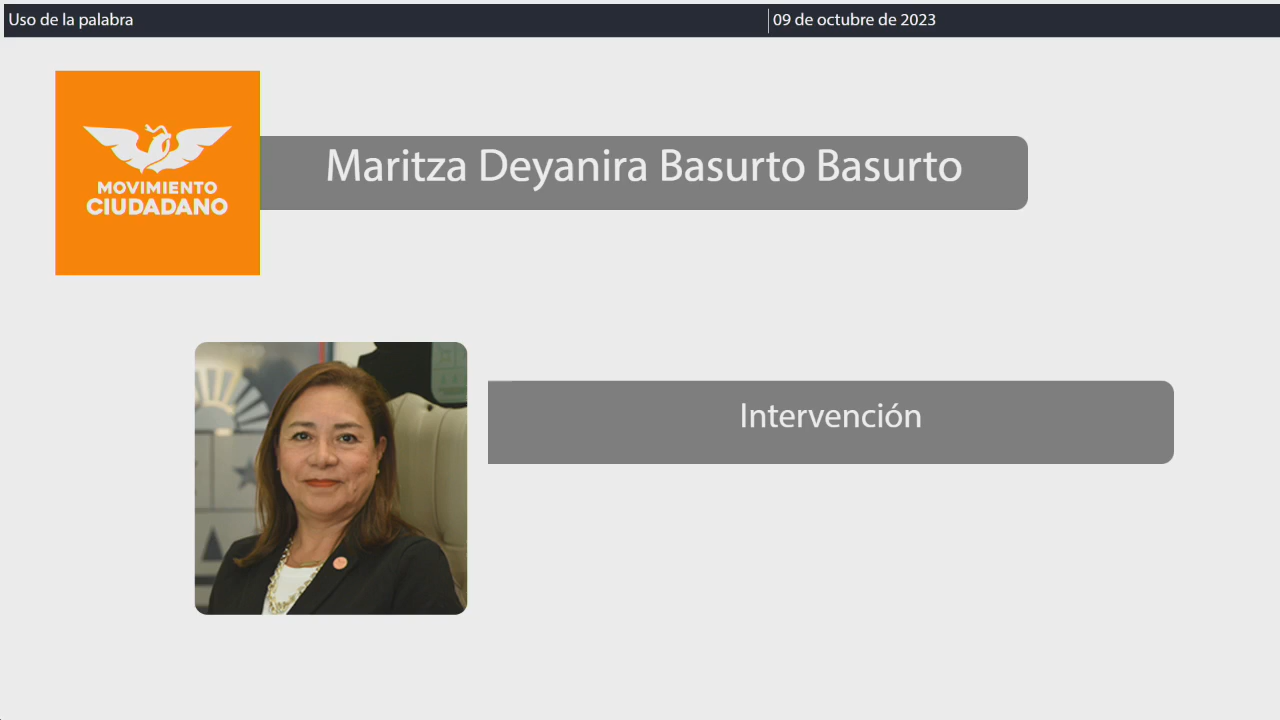 Uso de la palabra
09 de octubre de 2023
MOVIMIENTO
CIUDADANO
Maritza Deyanira Basurto Basurto
Intervención